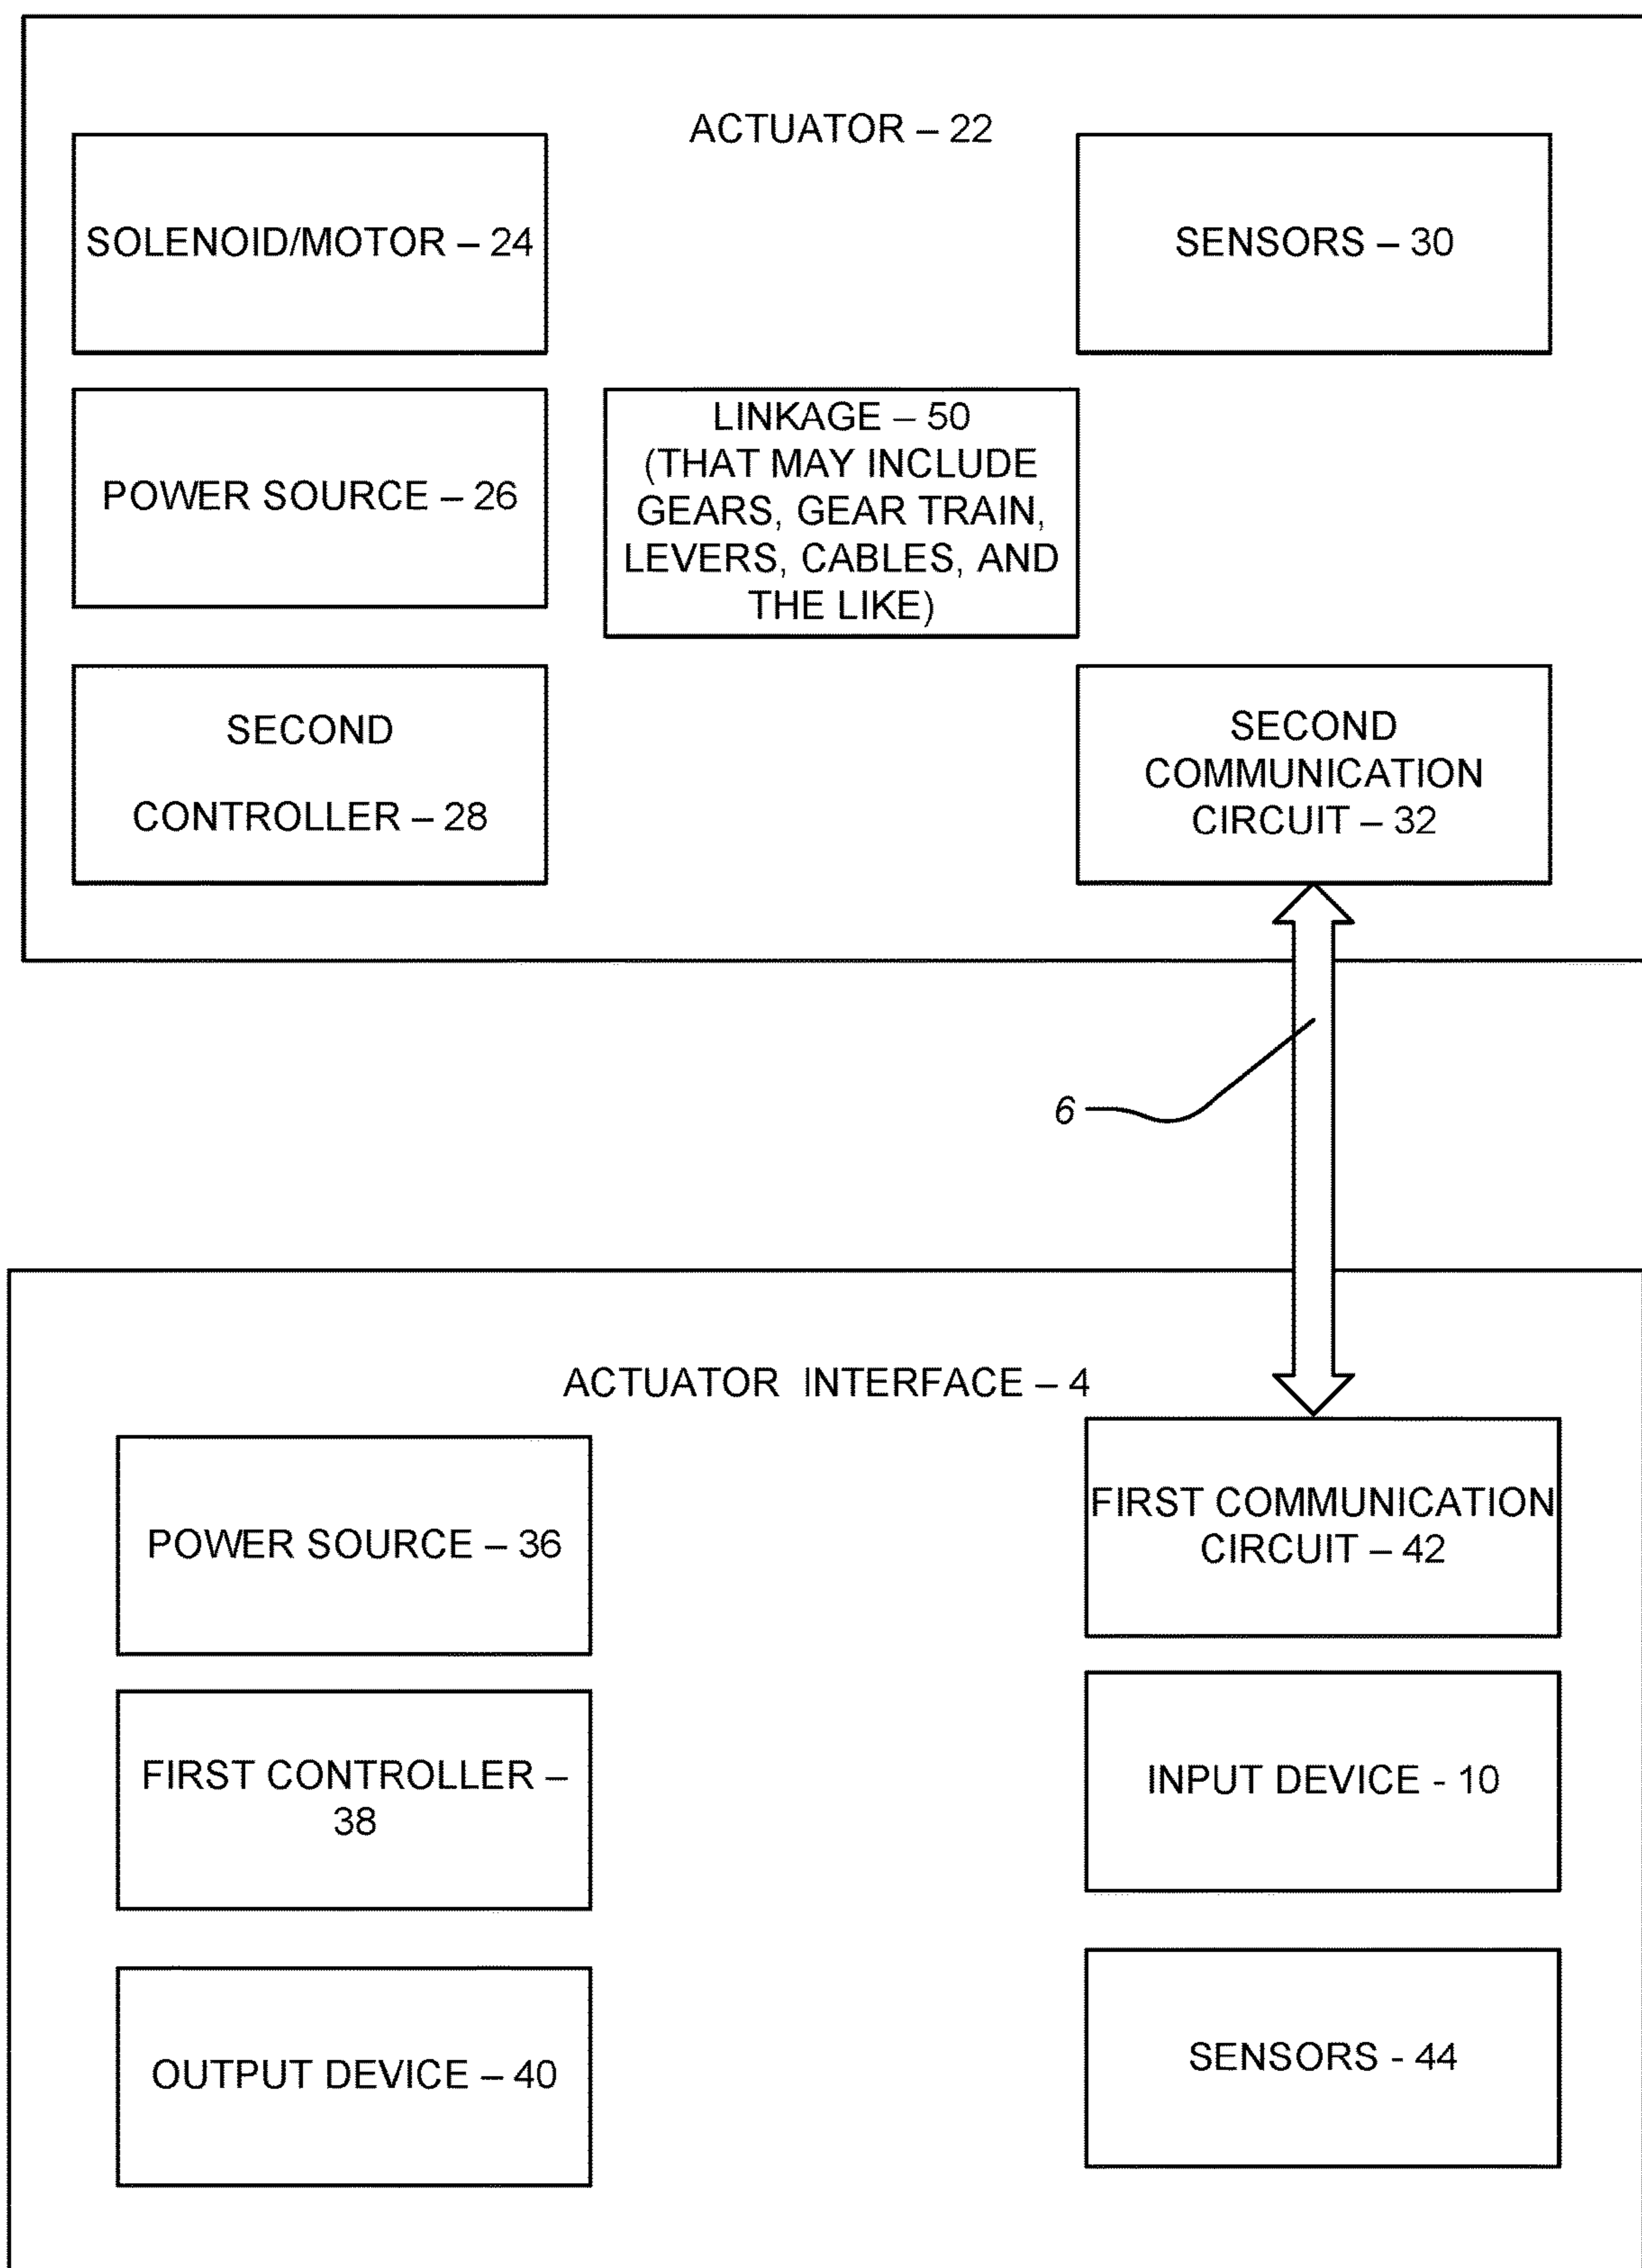 ACTUATOR – 22
SOLENOID/MOTOR – 24
SENSORS – 30
POWER SOURCE – 26
LINKAGE – 50
(THAT MAY INCLUDE
GEARS, GEAR TRAIN,
LEVERS, CABLES, AND
THE LIKE)
SECOND
CONTROLLER – 28
SECOND
COMMUNICATION
CIRCUIT – 32
6
ACTUATOR INTERFACE – 4
POWER SOURCE – 36
FIRST COMMUNICATION
CIRCUIT – 42
FIRST CONTROLLER –
38
INPUT DEVICE - 10
OUTPUT DEVICE – 40
SENSORS - 44